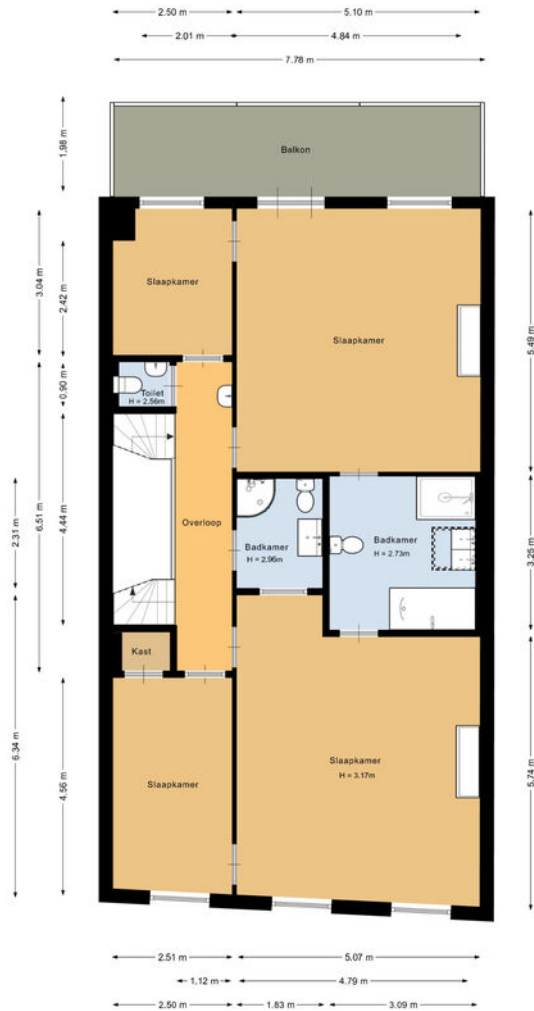 2.50 m
5.10 m
2.01 m
4.84 m
7.78 m
1.98 m
Balkon
3.04 m
2.42 m
5.49 m
Slaapkamer
Slaapkamer
0.90 m
Toilet
H = 2.56m
6.51 m
4.44 m
2.31 m
3.25 m
Overloop
Badkamer
H = 2.96m
Badkamer
H = 2.73m
Kast
6.34 m
4.56 m
5.74 m
Slaapkamer
Slaapkamer
H = 3.17m
2.51 m
5.07 m
1.12 m
4.79 m
2.50 m
1.83 m
3.09 m